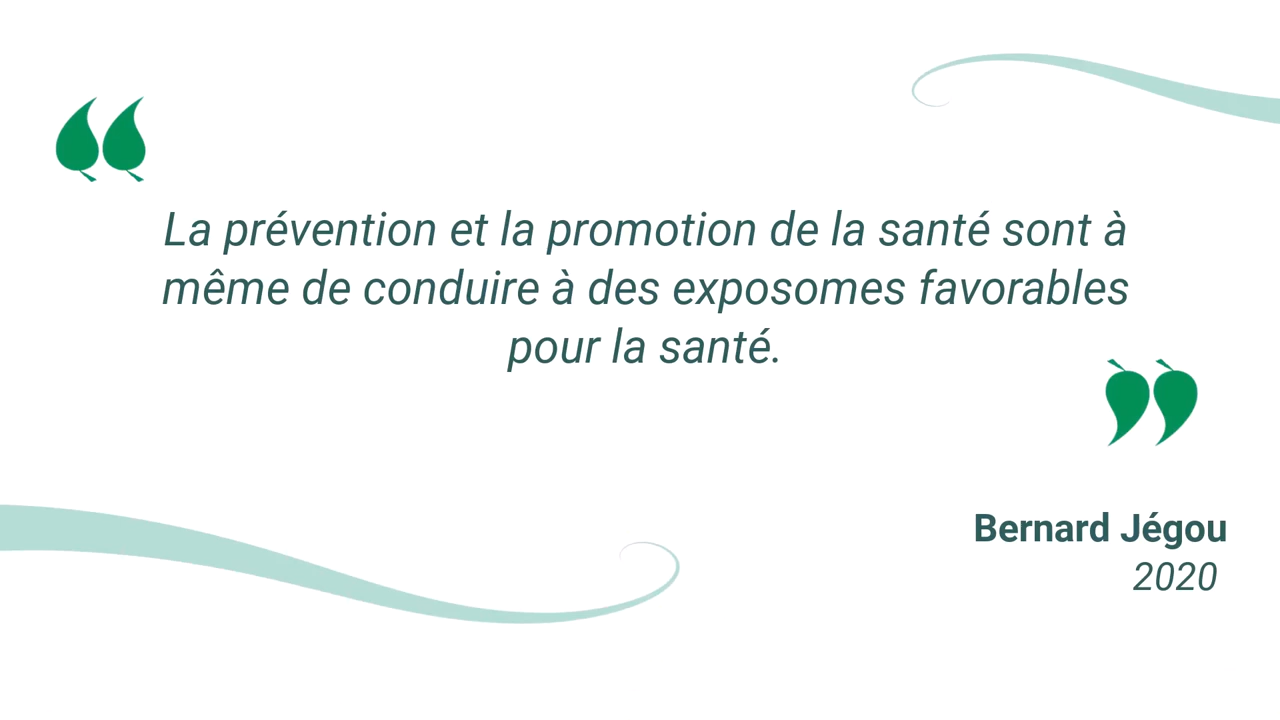 La prévention et la promotion de la santé sont à
même de conduire à des exposomes favorables
pour la santé.
Bernard Jégou
2020